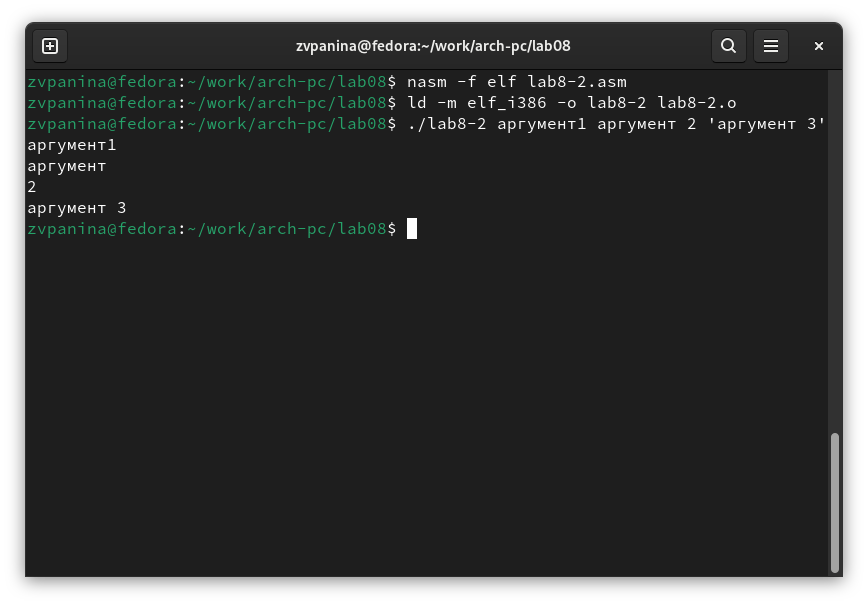 zvpanina@fedora:~/work/arch-pc/lab08
zvpanina@fedora:~/work/arch-pc/lab08$ nasm -f elf lab8-2.asm
zvpanina@fedora:~/work/arch-pc/lab08$ ld -m elf_i386 -o lab8-2 lab8-2.o
zvpanina@fedora:~/work/arch-pc/lab08$ ./lab8-2 аргумент1 аргумент 2 'аргумент 3'
аргумент1
аргумент
2
аргумент 3
zvpanina@fedora:~/work/arch-pc/lab08$